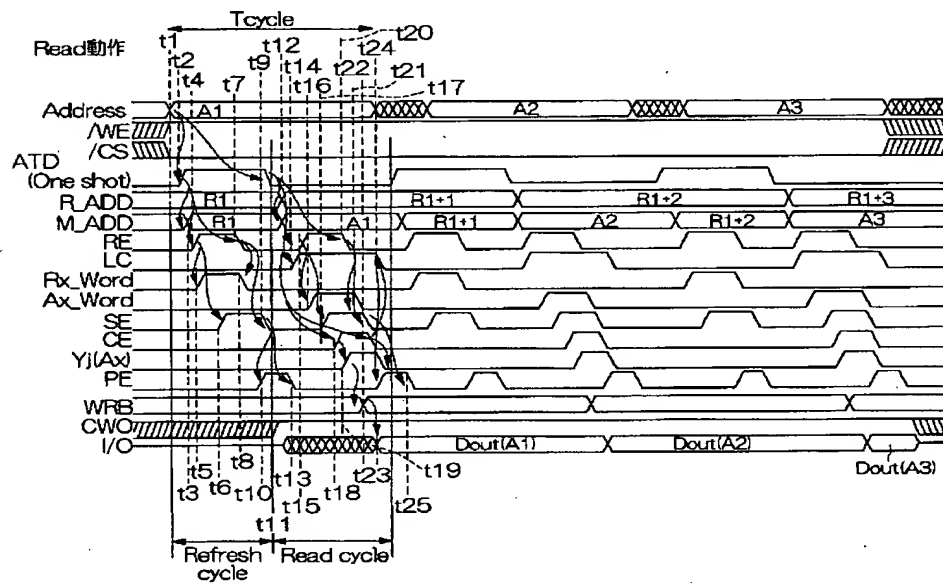 Tcycle
Read動作
t1
t2
t4
t7
t9
t12
t14
t16
t20
t24
t22
t21
t17
Address A1 A2 A3
/WE
/CS
ATD
(One shot)
R_ADD R1 R1+1 R1+2 R1+3
M_ADD R1 A1 R1+1 A2 R1+2 A3
RE
LC
Rx_Word
Ax_Word
SE
CE
Yj(Ax)
PE
WRB
CWO
I/O Dout(A1) Dout(A2) Dout(A3)
t3
t5
t6
t8
t10
t11
t13
t15
t18
t23
t19
t25
Refresh
cycle
Read cycle